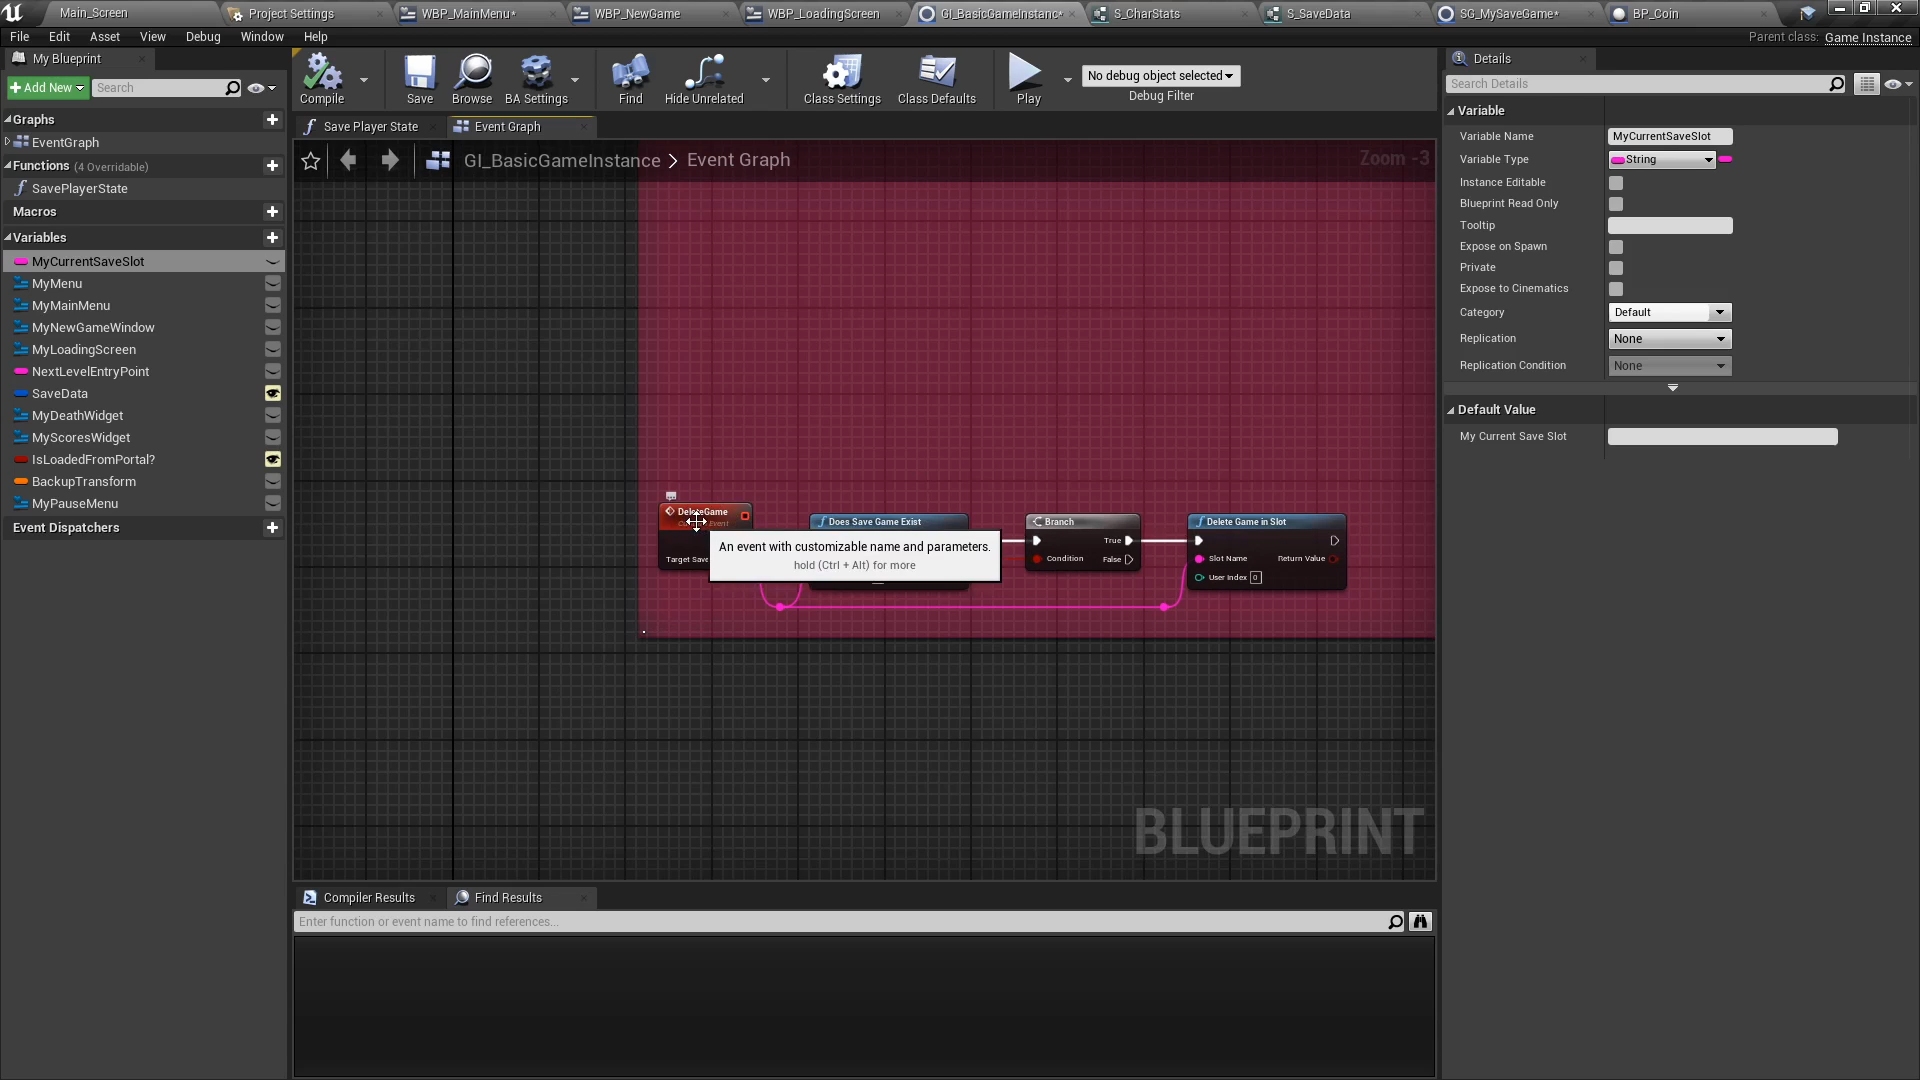 Main_Screen
Project Settings
WBP_MainMenu*
WBP_NewGame
WBP_LoadingScreen
GI_BasicGameInstanc*
S_CharStats
S_SaveData
SG_MySaveGame*
BP_Coin
File Edit Asset View Debug Window Help
Parent class: Game Instance
My Blueprint
Add New
Search
Compile
Save
Browse
BA Settings
Find
Hide Unrelated
Class Settings
Class Defaults
Play
No debug object selected
Debug Filter
Graphs
EventGraph
Functions (4 Overridable)
SavePlayerState
Macros
Variables
MyCurrentSaveSlot
MyMenu
MyMainMenu
MyNewGameWindow
MyLoadingScreen
NextLevelEntryPoint
SaveData
MyDeathWidget
MyScoresWidget
IsLoadedFromPortal?
BackupTransform
MyPauseMenu
Event Dispatchers
Save Player State
Event Graph
GI_BasicGameInstance > Event Graph
Zoom -3
DeleteGame
Target Save
Does Save Game Exist
An event with customizable name and parameters.
hold (Ctrl + Alt) for more
Branch
True
Condition
False
Delete Game in Slot
Slot Name
Return Value
User Index 0
BLUEPRINT
Compiler Results
Find Results
Enter function or event name to find references...
Details
Search Details
Variable
Variable Name MyCurrentSaveSlot
Variable Type String
Instance Editable
Blueprint Read Only
Tooltip
Expose on Spawn
Private
Expose to Cinematics
Category Default
Replication None
Replication Condition None
Default Value
My Current Save Slot